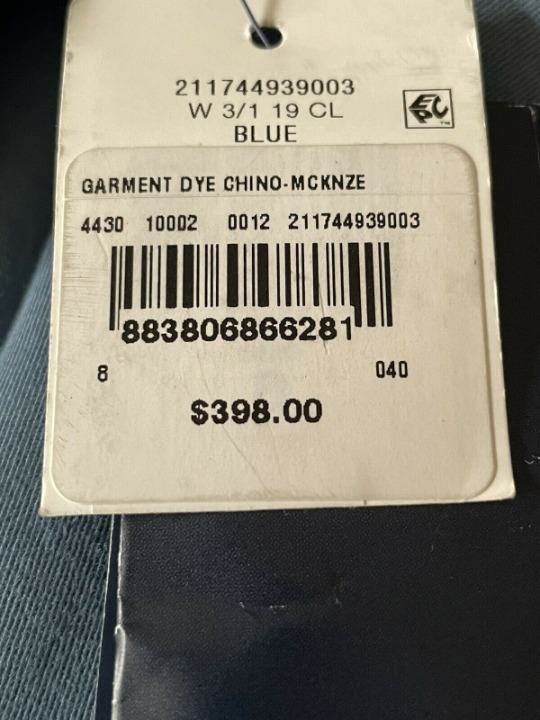 211744939003
W 3/1 19 CL
BLUE
EPC
™
GARMENT DYE CHINO-MCKNZE
4430 10002 0012 211744939003
883806866281
8 040
$398.00